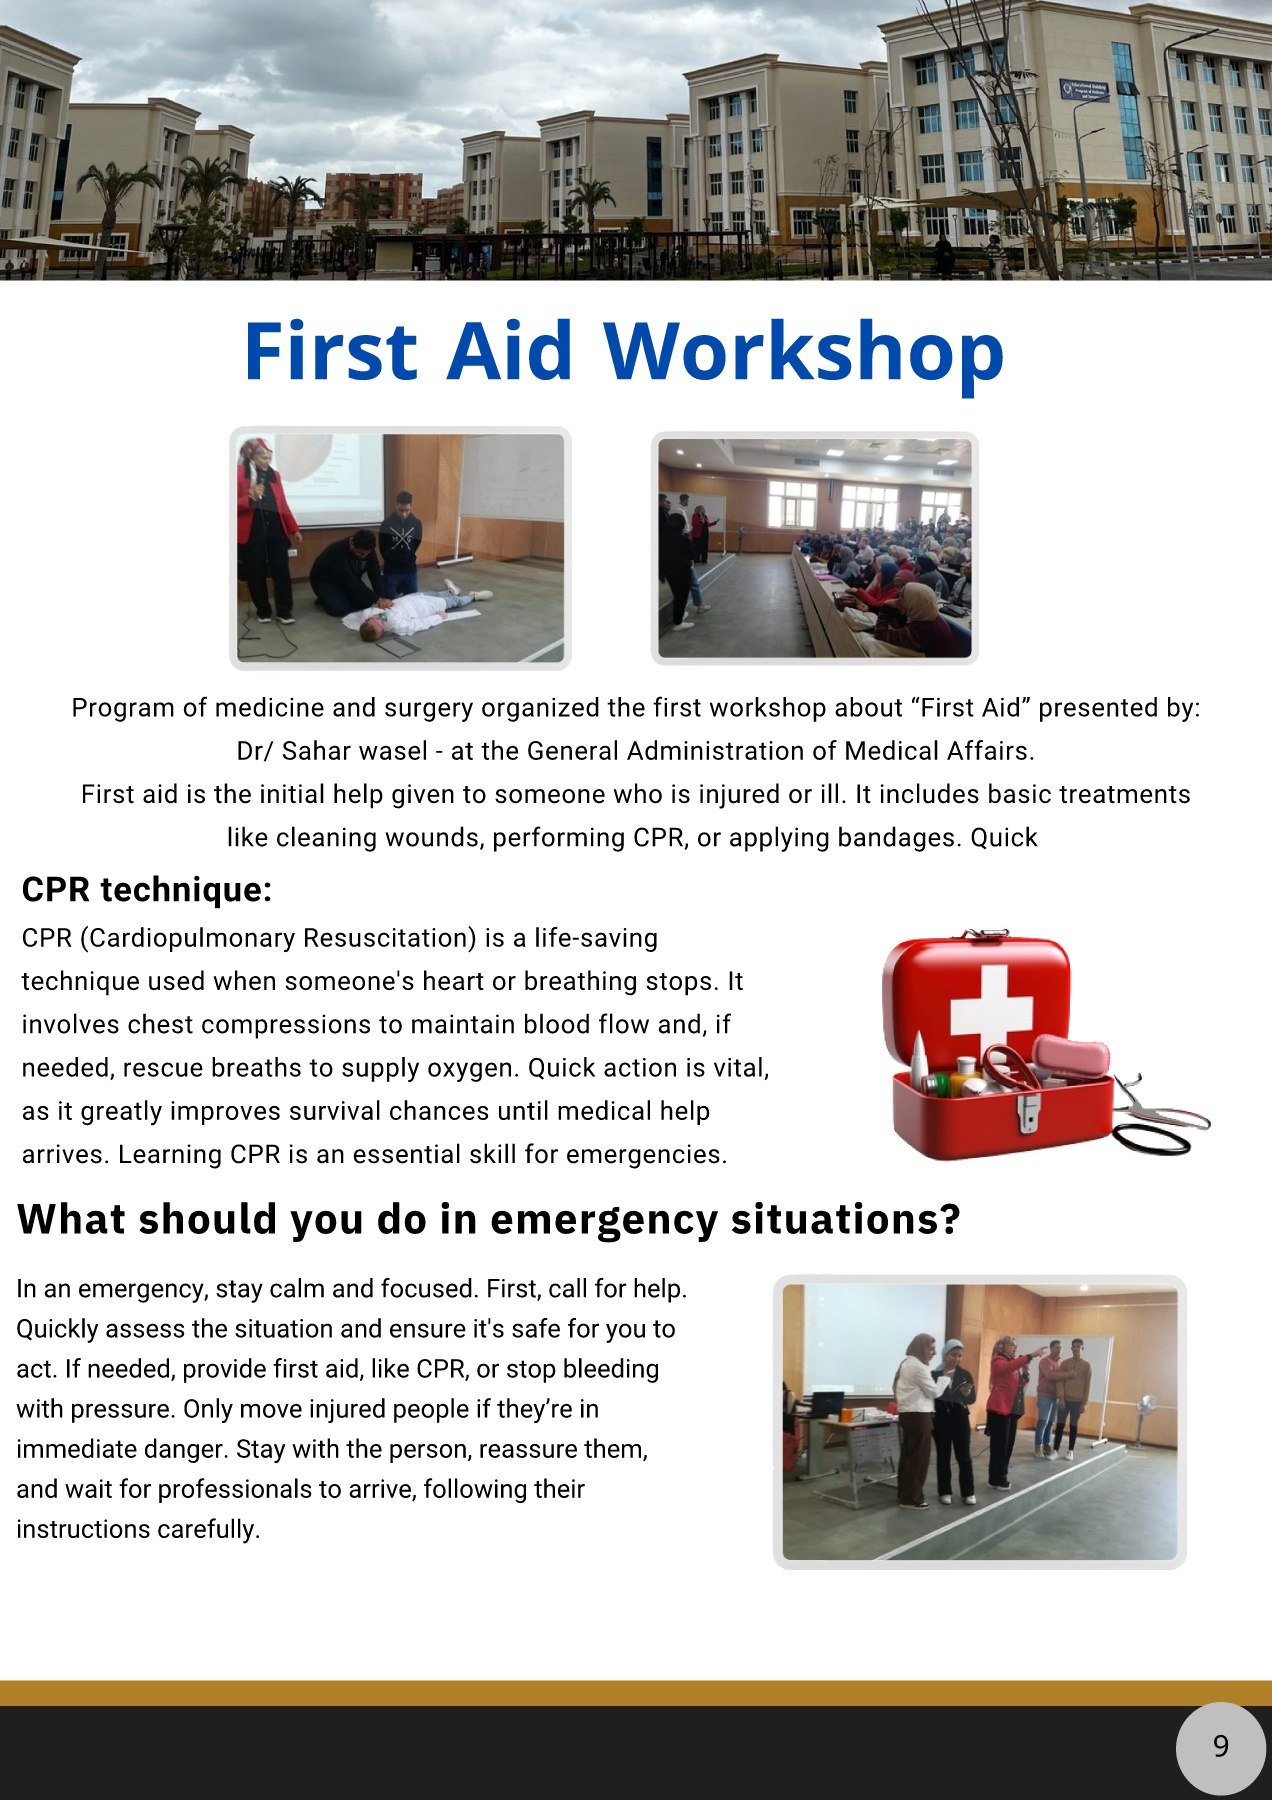 Educational building
Program of Medicine
and Surgery
First Aid Workshop
Program of medicine and surgery organized the first workshop about “First Aid” presented by:
Dr/ Sahar wasel - at the General Administration of Medical Affairs.
First aid is the initial help given to someone who is injured or ill. It includes basic treatments
like cleaning wounds, performing CPR, or applying bandages. Quick
CPR technique:
CPR (Cardiopulmonary Resuscitation) is a life-saving
technique used when someone's heart or breathing stops. It
involves chest compressions to maintain blood flow and, if
needed, rescue breaths to supply oxygen. Quick action is vital,
as it greatly improves survival chances until medical help
arrives. Learning CPR is an essential skill for emergencies.
What should you do in emergency situations?
In an emergency, stay calm and focused. First, call for help.
Quickly assess the situation and ensure it's safe for you to
act. If needed, provide first aid, like CPR, or stop bleeding
with pressure. Only move injured people if they’re in
immediate danger. Stay with the person, reassure them,
and wait for professionals to arrive, following their
instructions carefully.
9